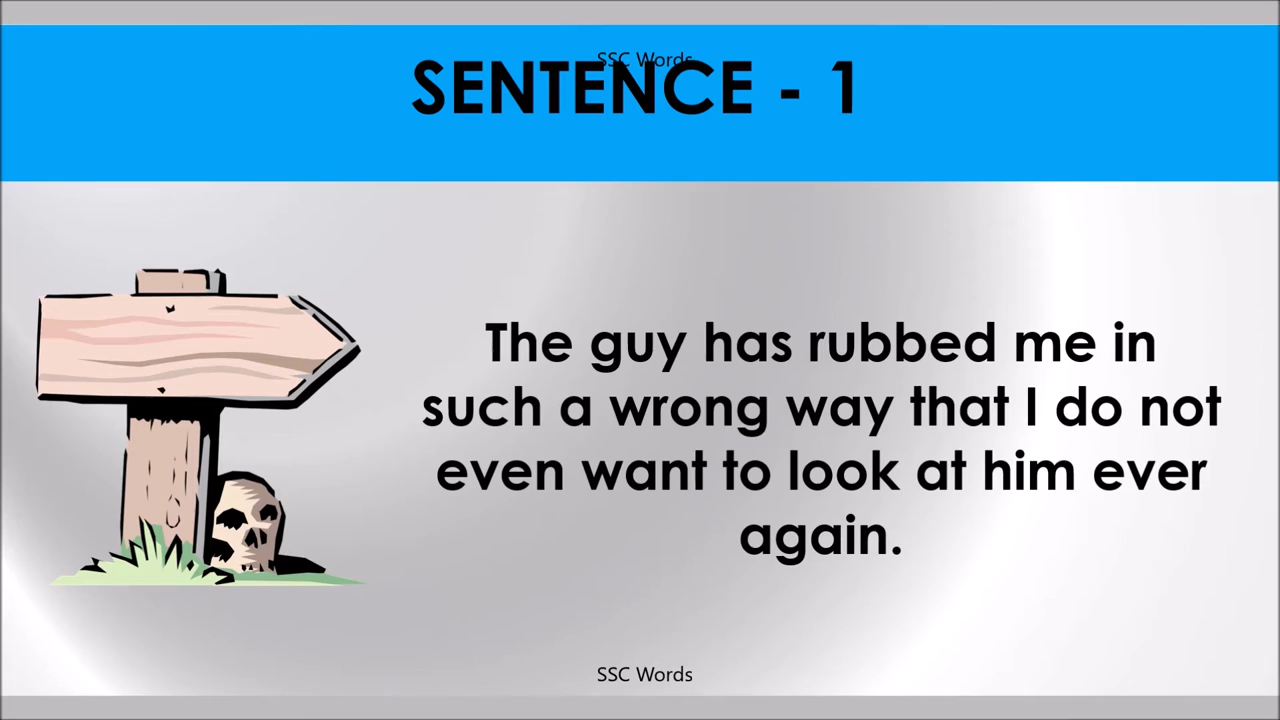 SSC Words
SENTENCE - 1
The guy has rubbed me in
such a wrong way that I do not
even want to look at him ever
again.
SSC Words